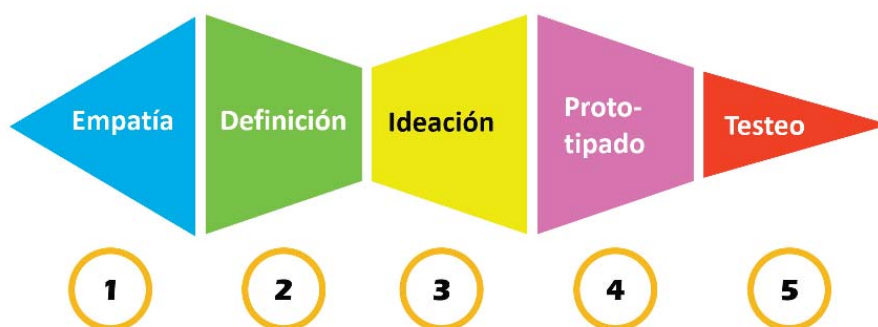 Empatía
Definición
Ideación
Proto-
tipado
Testeo
1
2
3
4
5